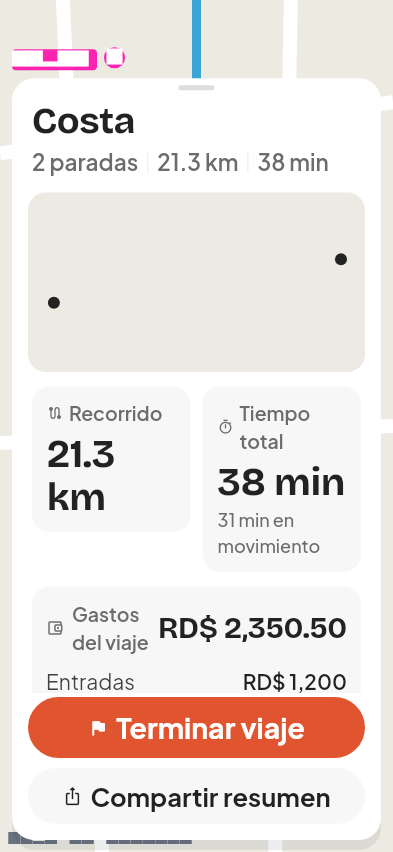 Costa
2 paradas | 21.3 km | 38 min
Recorrido
21.3
km
Tiempo
total
38 min
31 min en
movimiento
Gastos
del viaje
RD$ 2,350.50
Entradas RD$ 1,200
Terminar viaje
Compartir resumen